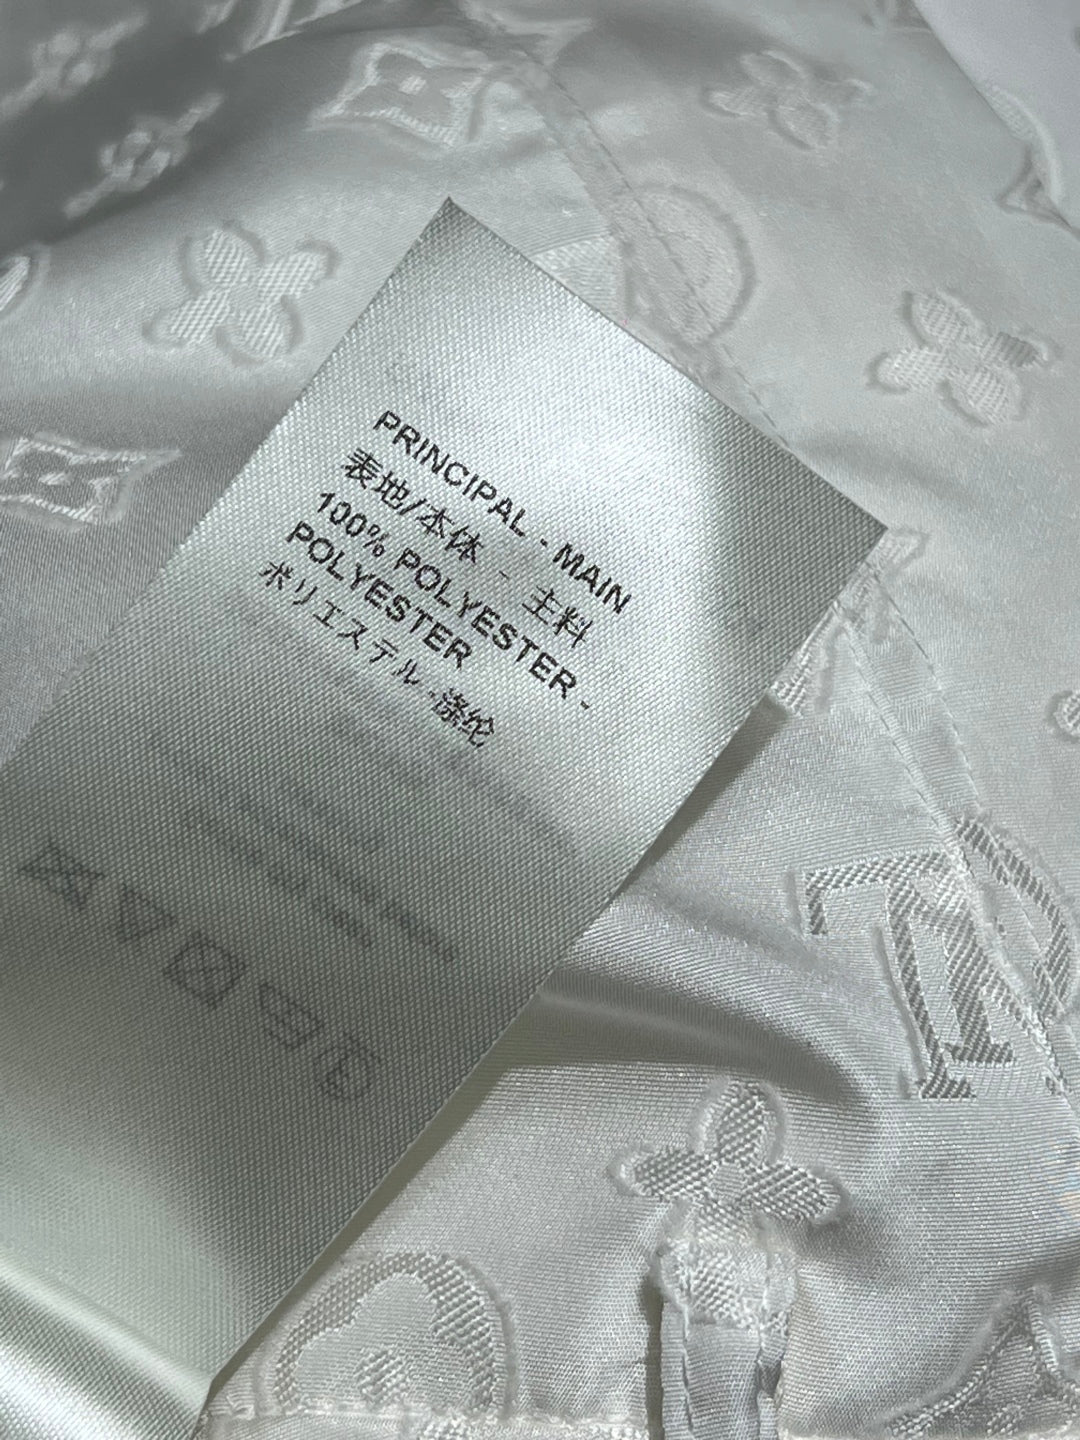 PRINCIPAL - MAIN
表地/本体 - 主料
100% POLYESTER -
POLYESTER
ポリエステル - 涤纶